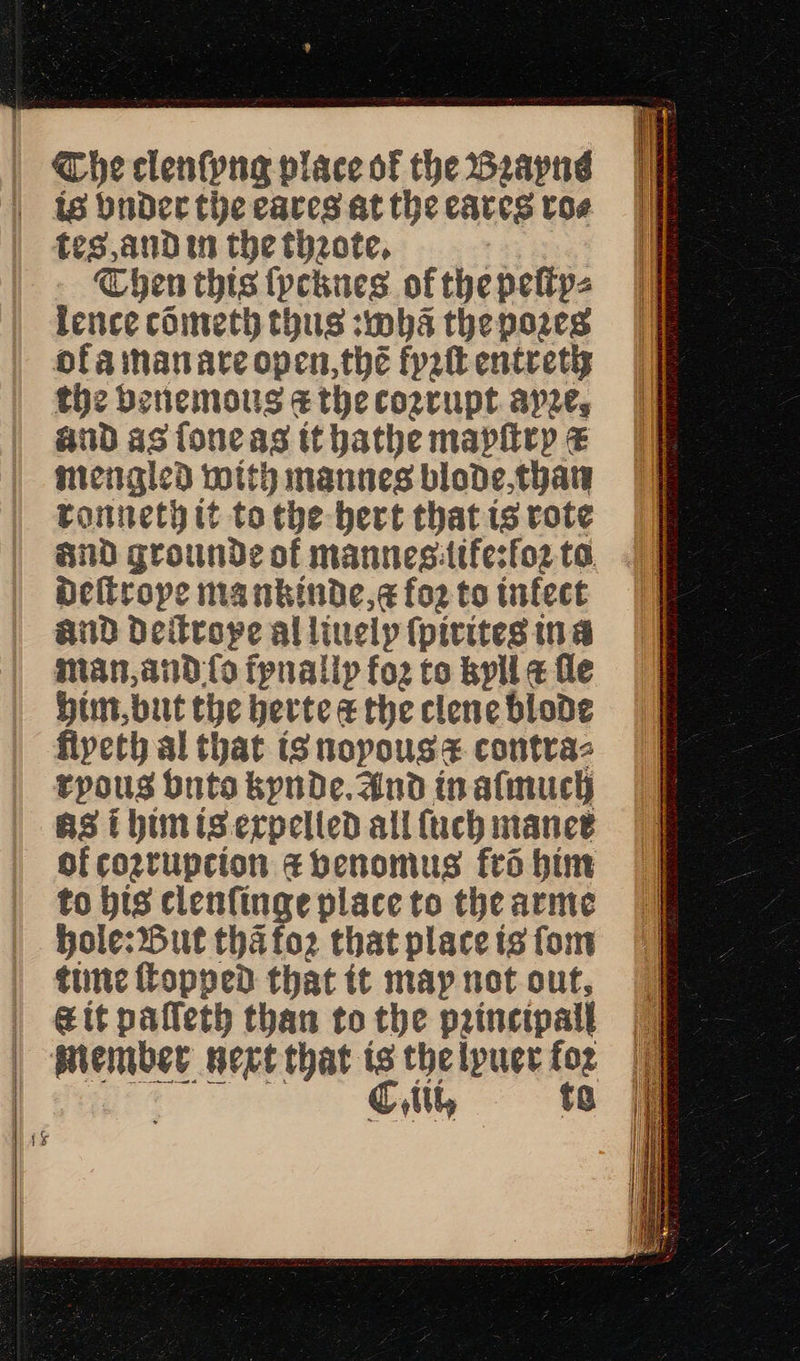 The clenſyng place of the Braynẽ
is vnder the eares at the eares ro-
tes, and in the throte.
Then this ſycknes of the peſty-
lence cõmeth thus: whã the pores
of a man are open, thẽ fyrſt entreth
the venemous & the corrupt ayre,
and as ſone as it hathe mayſtry &
mengled with mannes blode, than
ronneth it to the hert that is rote
and grounde of mannes life: for to
deſtroye mankinde, & for to infect
and deſtroye al liuely ſpirites in a
man, and ſo fynally for to kyll & ſle
him, but the herte & the clene blode
flyeth al that is noyous & contra-
ryous vnto kynde. And in aſmuch
as ĩ him is expelled all ſuch maner
of corrupcion & venomus frõ him
to his clenſinge place to the arme
hole: But thã for that place is ſom
time ſtopped that it may not out,
& it paſſeth than to the principall
member next that is the lyuer for
C.iii, to
18